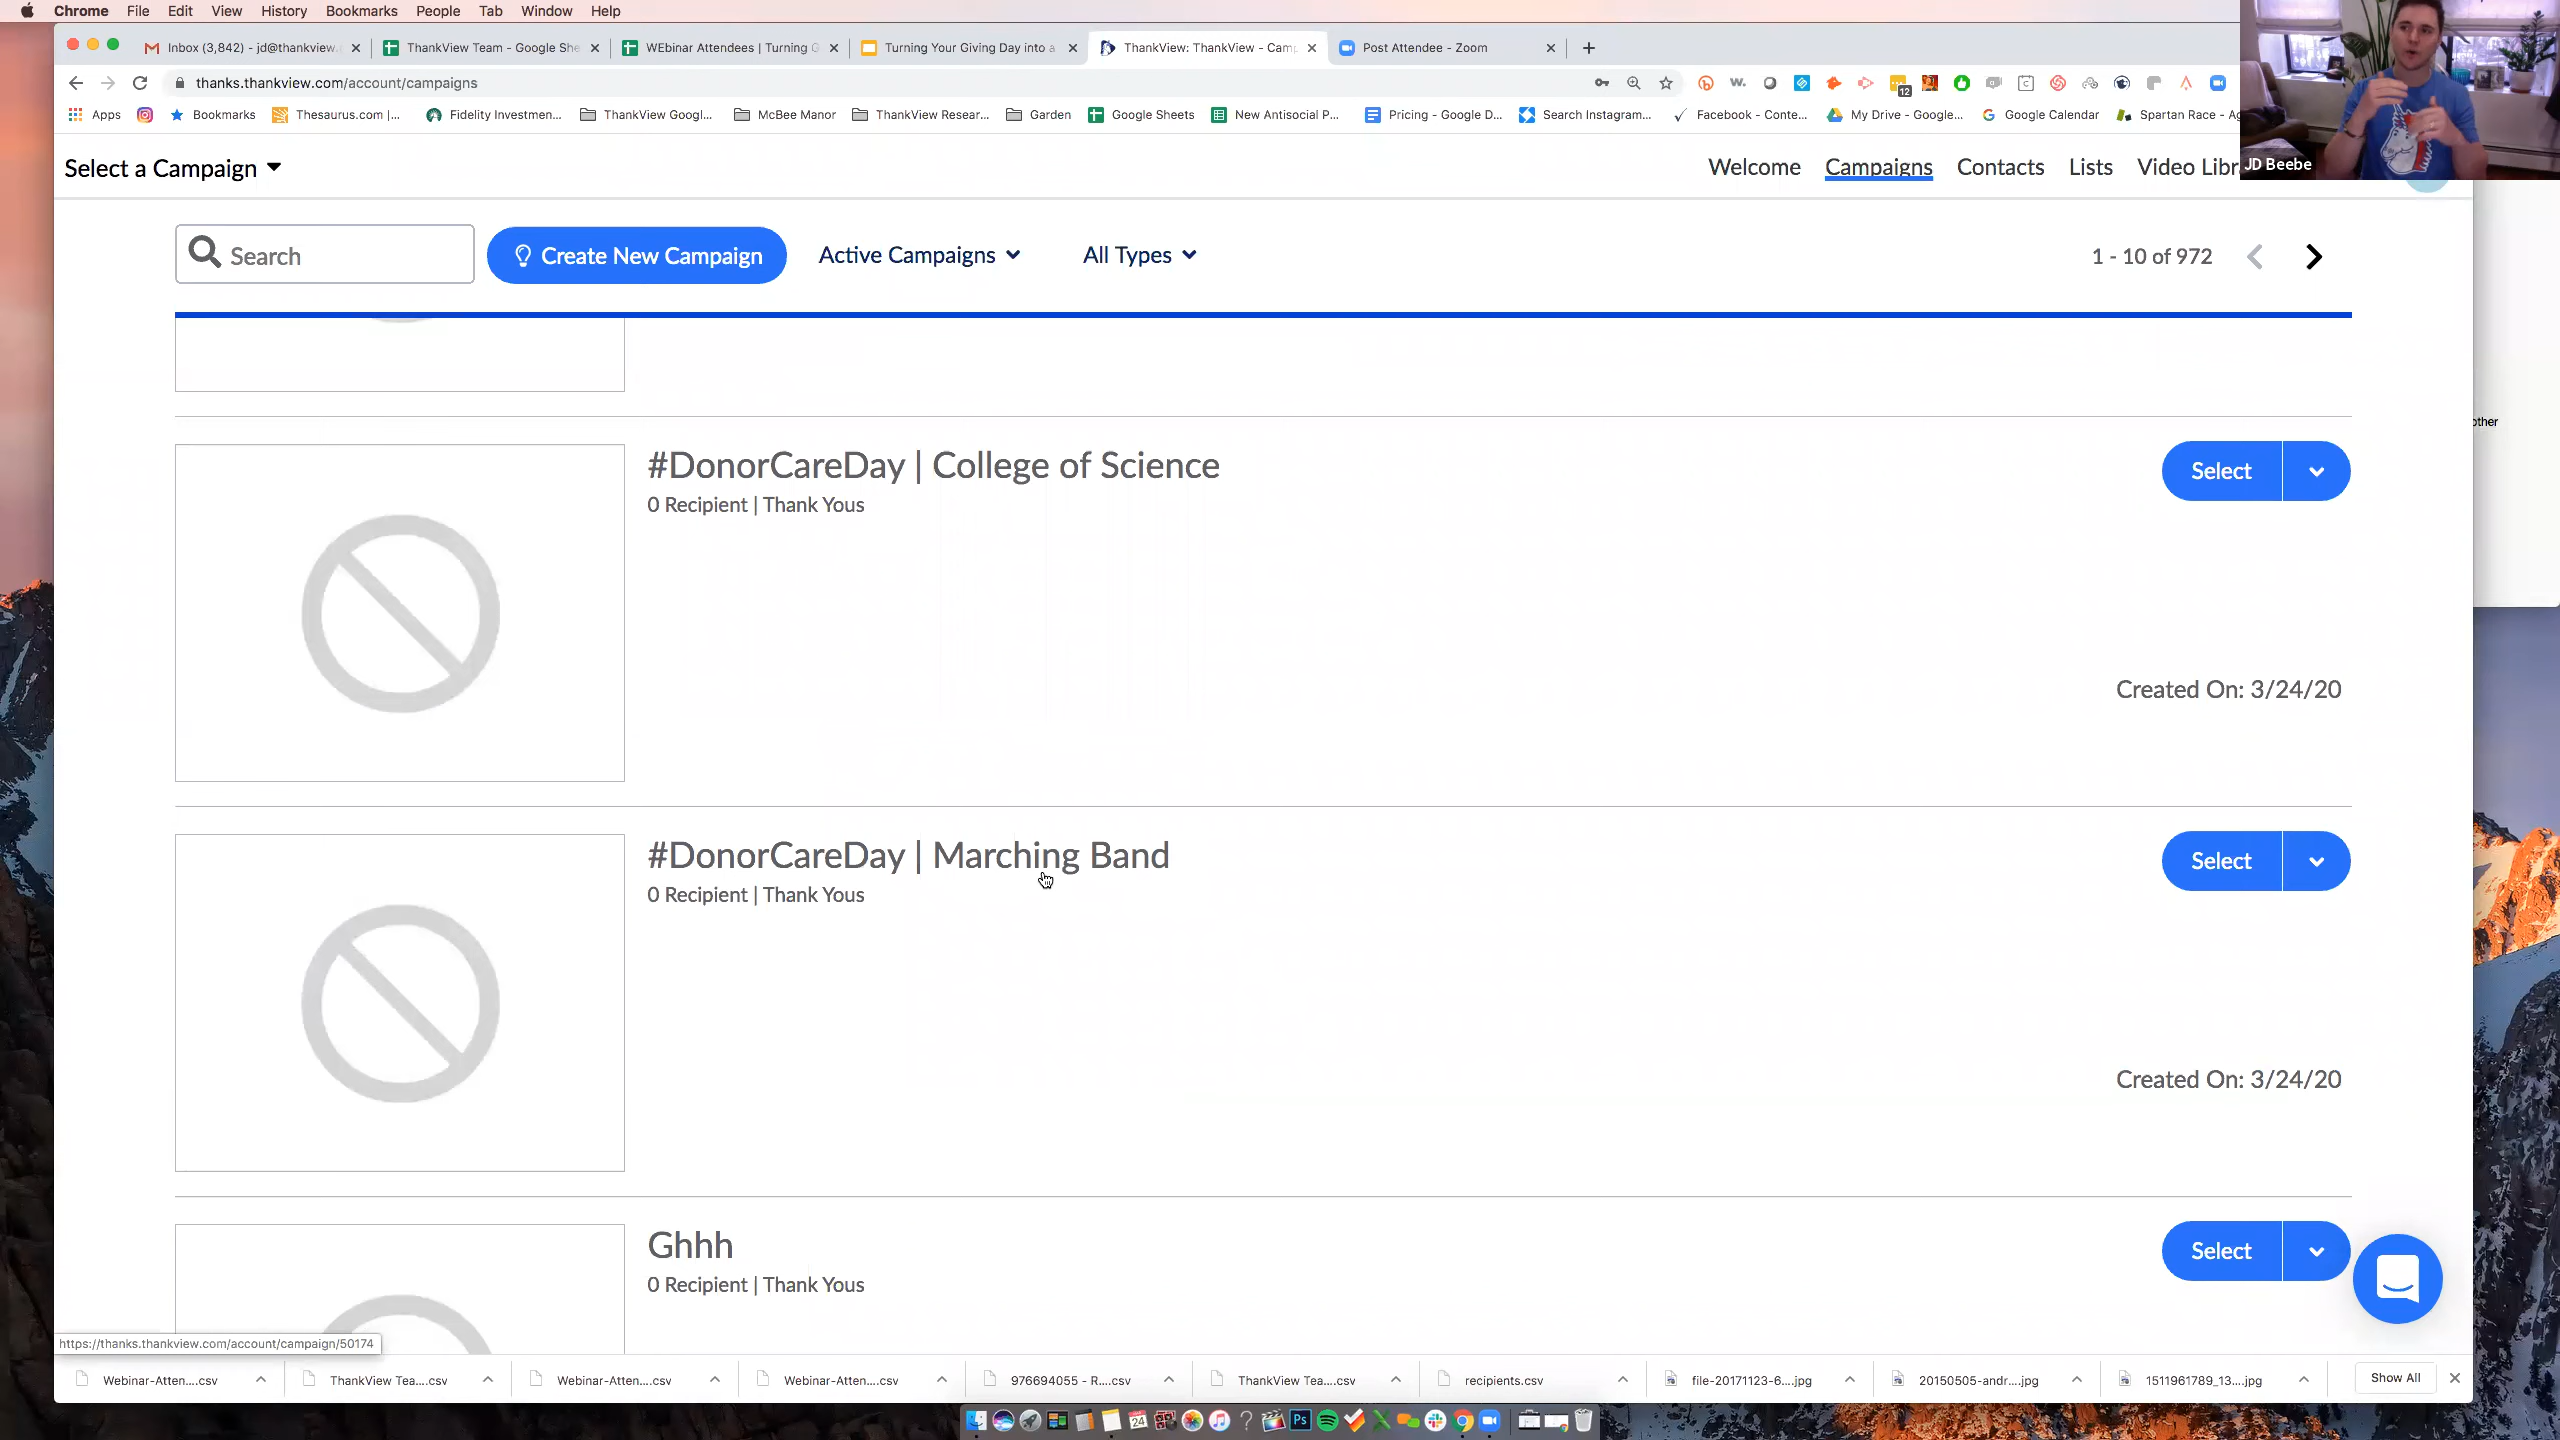 Chrome File Edit View History Bookmarks People Tab Window Help
Inbox (3,842) - jd@thankview. ThankView Team - Google She WEbinar Attendees | Turning G Turning Your Giving Day into a ThankView: ThankView - Camp Post Attendee - Zoom
thanks.thankview.com/account/campaigns
12
Apps Bookmarks Thesaurus.com |... Fidelity Investmen... ThankView Googl... McBee Manor ThankView Resear... Garden Google Sheets New Antisocial P... Pricing - Google D... Search Instagram... Facebook - Conte... My Drive - Google... Google Calendar Spartan Race - Ag
JD Beebe
Select a Campaign Welcome Campaigns Contacts Lists Video Libr
Search Create New Campaign Active Campaigns All Types 1 - 10 of 972
other
#DonorCareDay | College of Science
Select
0 Recipient | Thank Yous
Created On: 3/24/20
#DonorCareDay | Marching Band
Select
0 Recipient | Thank Yous
Created On: 3/24/20
Ghhh
Select
0 Recipient | Thank Yous
https://thanks.thankview.com/account/campaign/50174
Webinar-Atten....csv ThankView Tea....csv Webinar-Atten....csv Webinar-Atten....csv 976694055 - R....csv ThankView Tea....csv recipients.csv file-20171123-6....jpg 20150505-andr....jpg 1511961789_13....jpg Show All
24 ? Ps